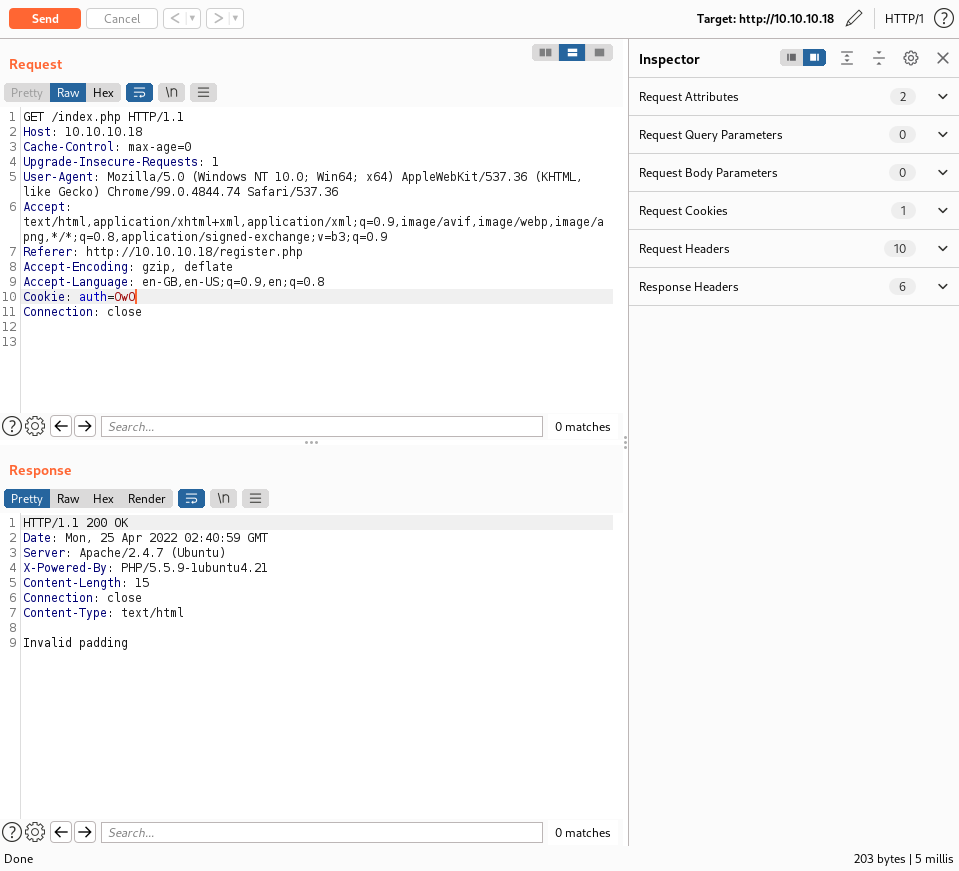 Send Cancel < > Target: http://10.10.10.18 HTTP/1 ?
Request
Pretty Raw Hex \n
1 GET /index.php HTTP/1.1
2 Host: 10.10.10.18
3 Cache-Control: max-age=0
4 Upgrade-Insecure-Requests: 1
5 User-Agent: Mozilla/5.0 (Windows NT 10.0; Win64; x64) AppleWebKit/537.36 (KHTML,
like Gecko) Chrome/99.0.4844.74 Safari/537.36
6 Accept:
text/html,application/xhtml+xml,application/xml;q=0.9,image/avif,image/webp,image/a
png,*/*;q=0.8,application/signed-exchange;v=b3;q=0.9
7 Referer: http://10.10.10.18/register.php
8 Accept-Encoding: gzip, deflate
9 Accept-Language: en-GB,en-US;q=0.9,en;q=0.8
10 Cookie: auth=OwO
11 Connection: close
12
13
? Search... 0 matches
Response
Pretty Raw Hex Render \n
1 HTTP/1.1 200 OK
2 Date: Mon, 25 Apr 2022 02:40:59 GMT
3 Server: Apache/2.4.7 (Ubuntu)
4 X-Powered-By: PHP/5.5.9-1ubuntu4.21
5 Content-Length: 15
6 Connection: close
7 Content-Type: text/html
8
9 Invalid padding
? Search... 0 matches
Done 203 bytes | 5 millis
Inspector
Request Attributes 2
Request Query Parameters 0
Request Body Parameters 0
Request Cookies 1
Request Headers 10
Response Headers 6